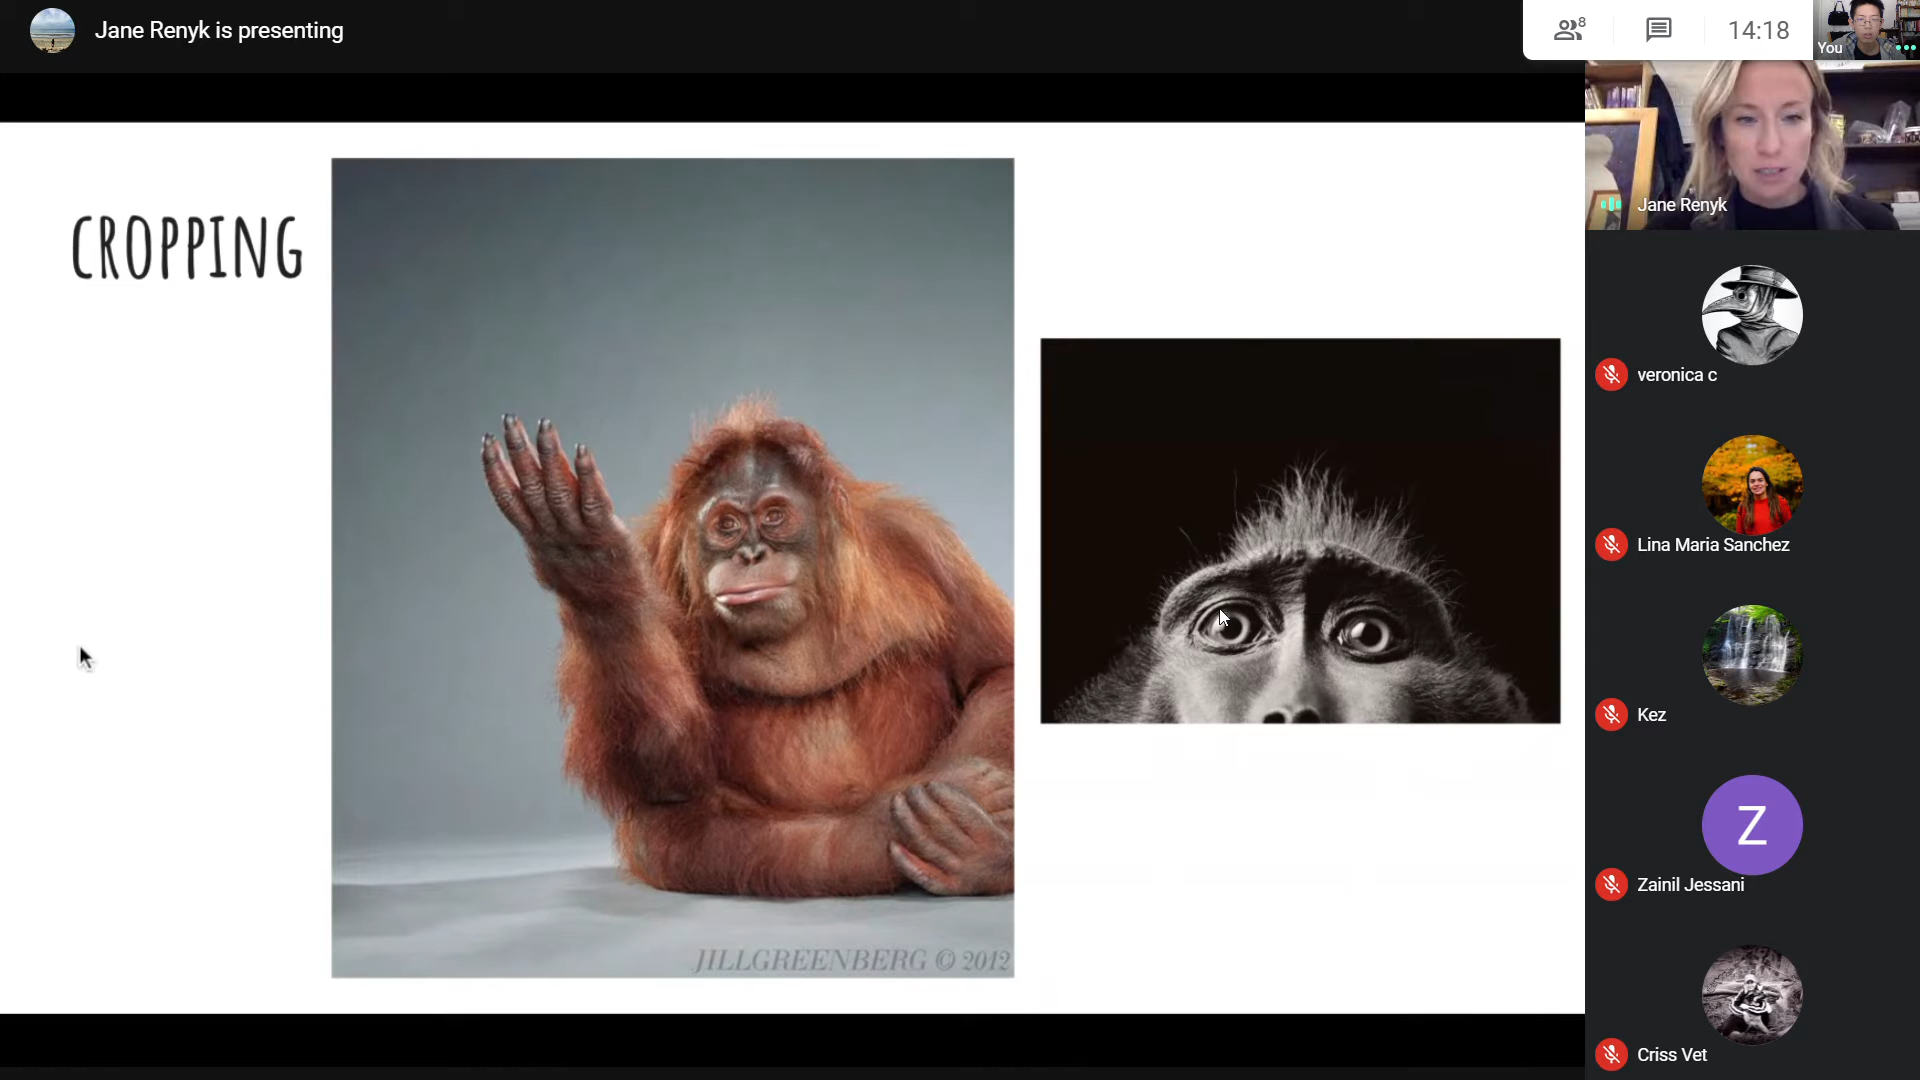 Jane Renyk is presenting
8
14:18
You
CROPPING
JILLGREENBERG © 2012
Jane Renyk
veronica c
Lina Maria Sanchez
Kez
Z
Zainil Jessani
Criss Vet